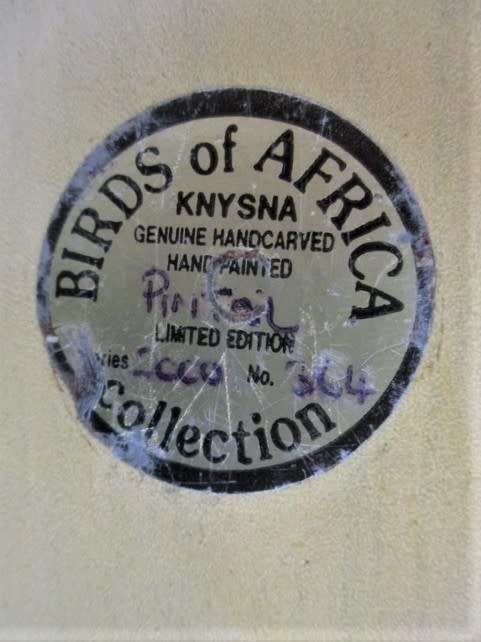 BIRDS of AFRICA
KNYSNA
GENUINE HANDCARVED
HAND PAINTED
PinTail
LIMITED EDITION
Series 2000 No. 364
Collection